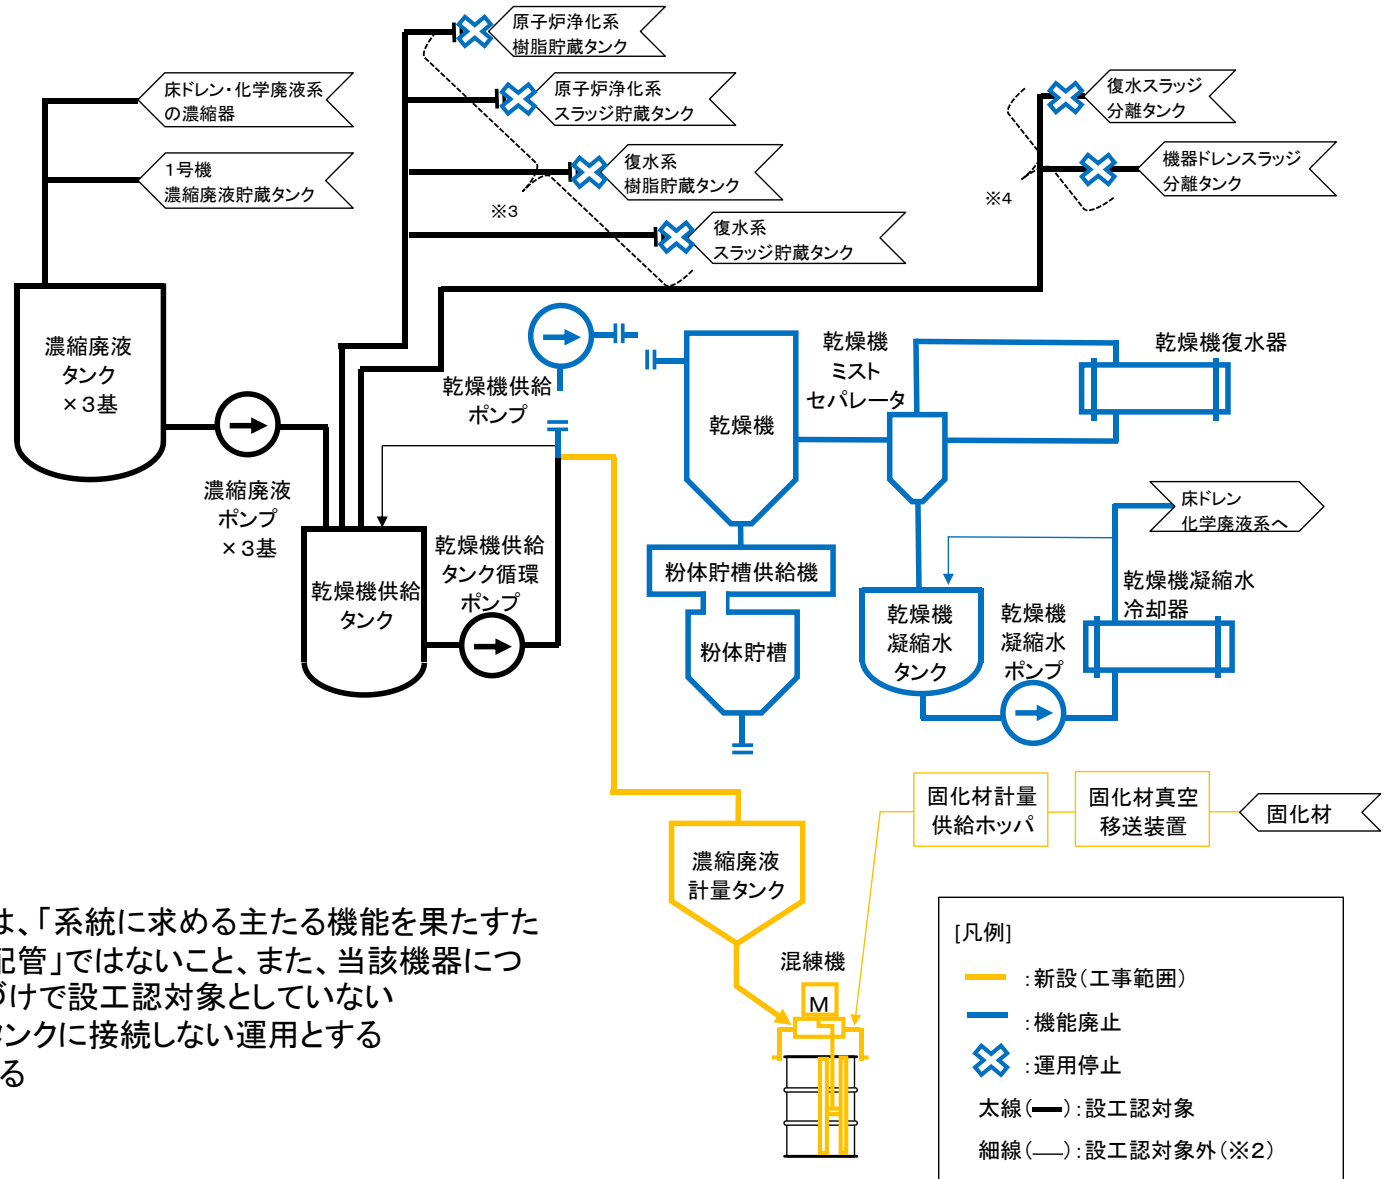 原子炉浄化系
樹脂貯蔵タンク
床ドレン・化学廃液系
の濃縮器
原子炉浄化系
スラッジ貯蔵タンク
復水スラッジ
分離タンク
1号機
濃縮廃液貯蔵タンク
復水系
樹脂貯蔵タンク
機器ドレンスラッジ
分離タンク
※3
※4
復水系
スラッジ貯蔵タンク
濃縮廃液
タンク
×3基
乾燥機供給
ポンプ
乾燥機
乾燥機
ミスト
セパレータ
乾燥機復水器
濃縮廃液
ポンプ
×3基
床ドレン
化学廃液系へ
乾燥機供給
タンク
乾燥機供給
タンク循環
ポンプ
粉体貯槽供給機
粉体貯槽
乾燥機
凝縮水
タンク
乾燥機
凝縮水
ポンプ
乾燥機凝縮水
冷却器
固化材計量
供給ホッパ
固化材真空
移送装置
固化材
濃縮廃液
計量タンク
混練機
M
は、「系統に求める主たる機能を果たすた
配管」ではないこと、また、当該機器につ
づけで設工認対象としていない
タンクに接続しない運用とする
る
[凡例]
:新設(工事範囲)
:機能廃止
:運用停止
太線(━):設工認対象
細線(―):設工認対象外(※2)